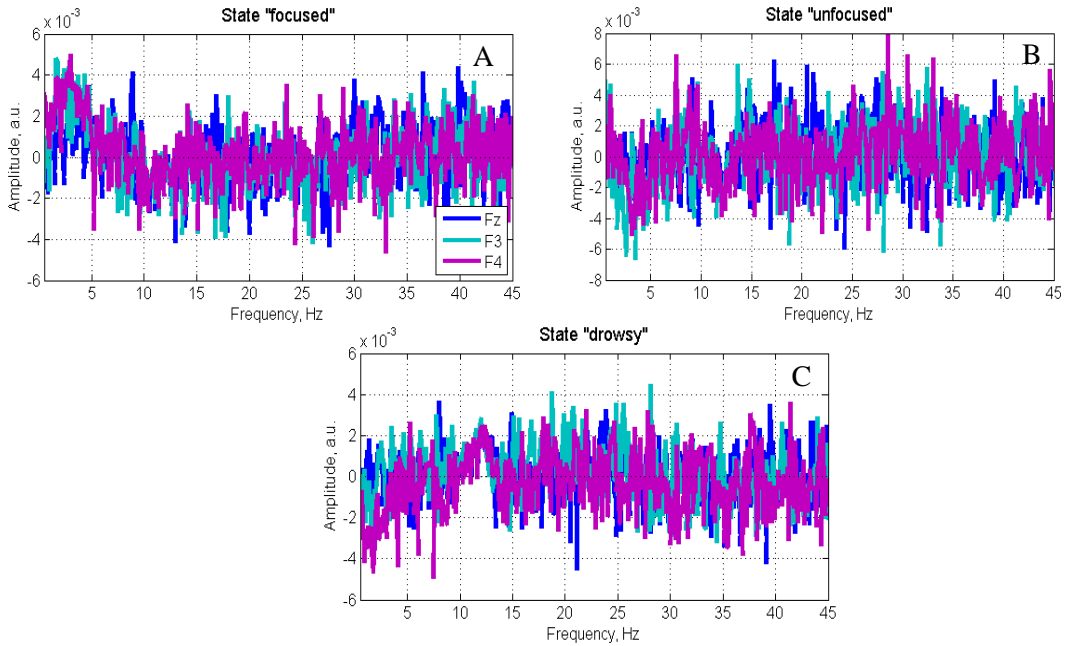 State "focused"
x 10⁻³
A
6
4
2
0
-2
-4
-6
Amplitude, a.u.
Fz
F3
F4
5 10 15 20 25 30 35 40 45
Frequency, Hz
State "unfocused"
x 10⁻³
B
8
6
4
2
0
-2
-4
-6
-8
Amplmitude, a.u.
5 10 15 20 25 30 35 40 45
Frequency, Hz
State "drowsy"
x 10⁻³
C
6
4
2
0
-2
-4
-6
Amplitude, a.u.
5 10 15 20 25 30 35 40 45
Frequency, Hz